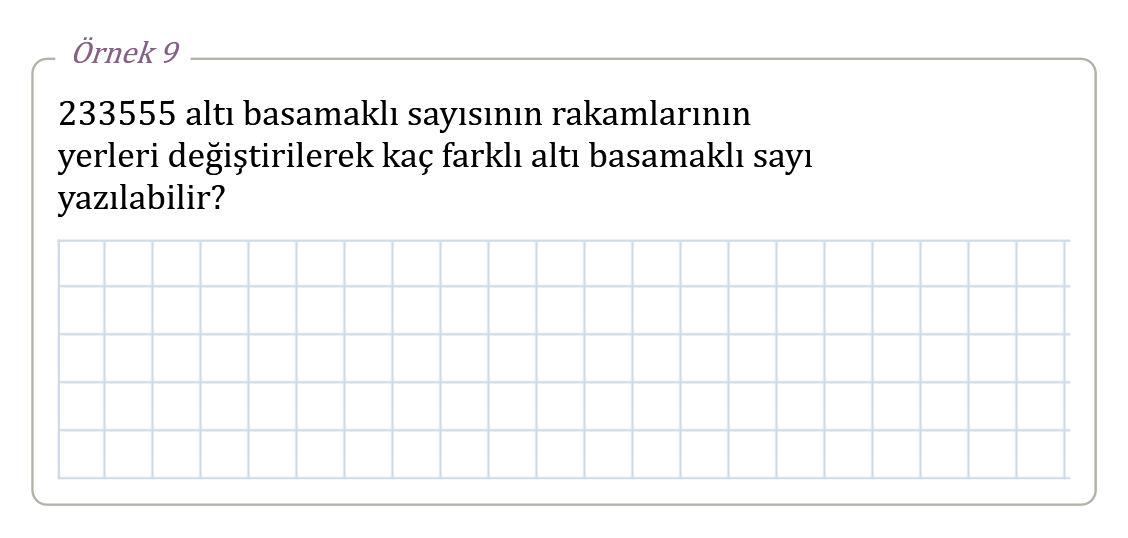 Örnek 9
233555 altı basamaklı sayısının rakamlarının
yerleri değiştirilerek kaç farklı altı basamaklı sayı
yazılabilir?